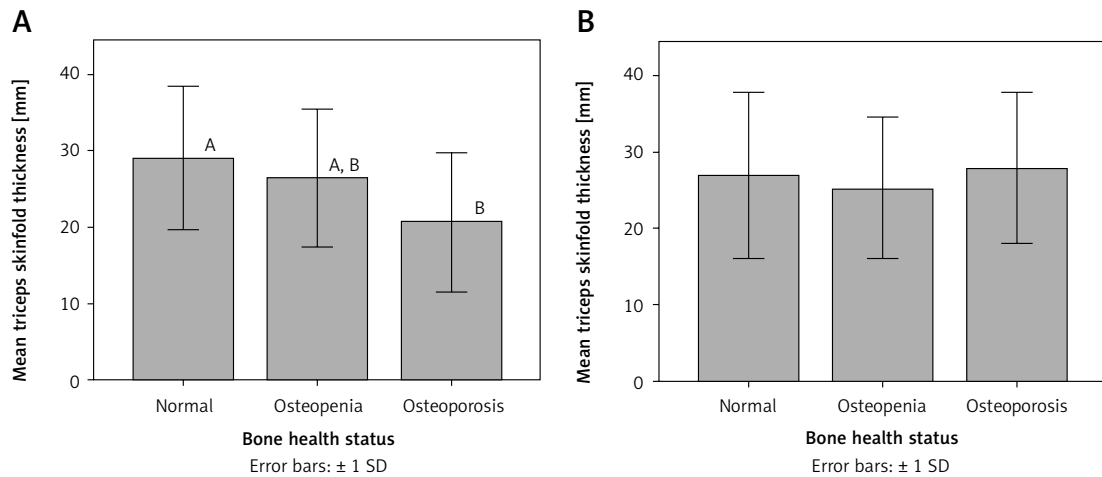 A
Mean triceps skinfold thickness [mm]
40
30
20
10
0
A
A, B
B
Normal
Osteopenia
Osteoporosis
Bone health status
Error bars: ± 1 SD
B
Mean triceps skinfold thickness [mm]
40
30
20
10
0
Normal
Osteopenia
Osteoporosis
Bone health status
Error bars: ± 1 SD